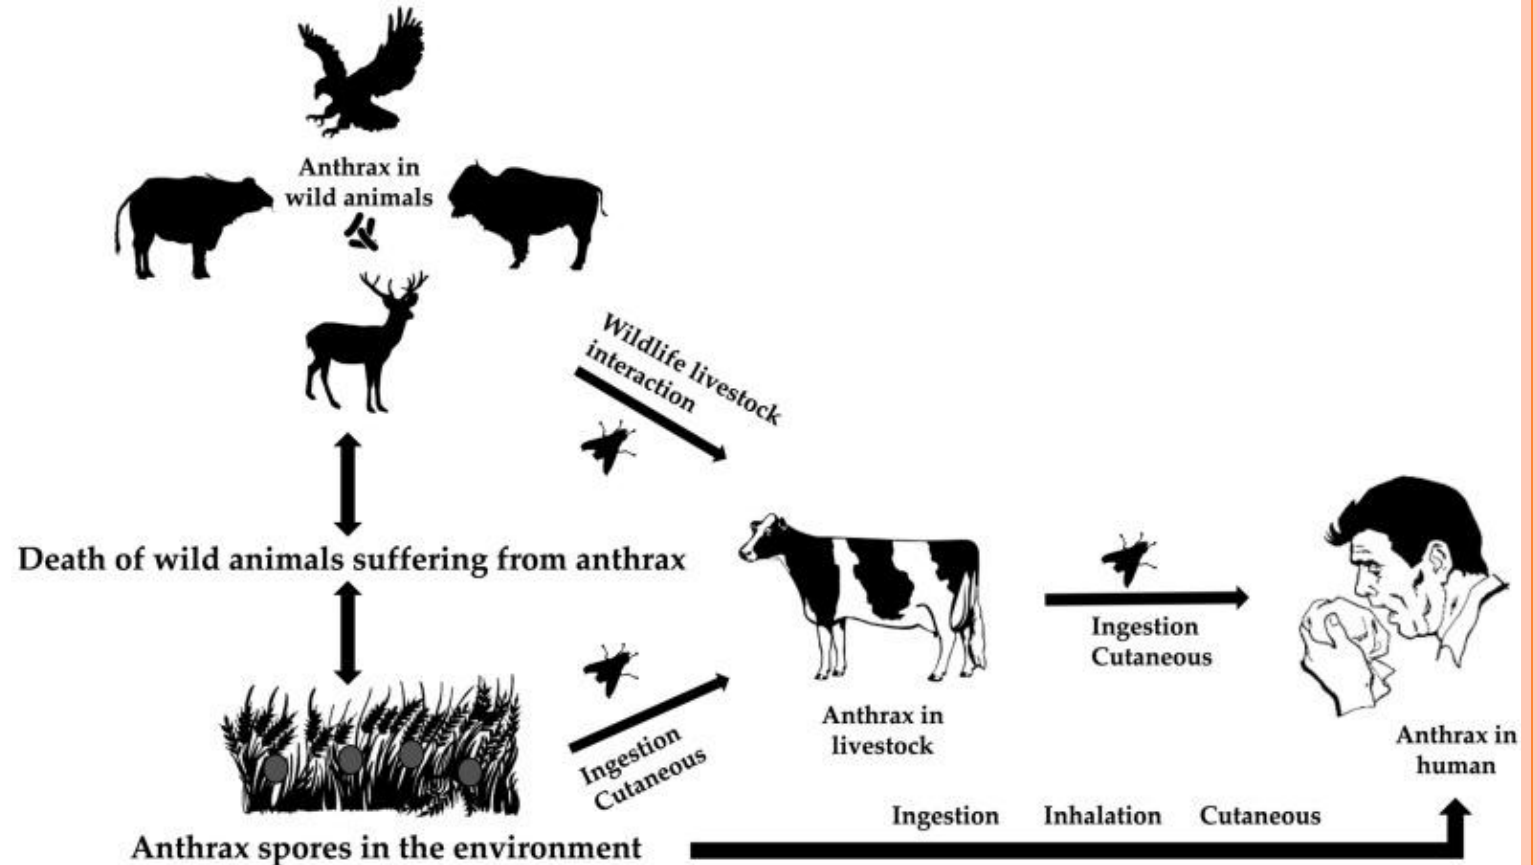 Anthrax in
wild animals
Wildlife livestock
interaction
Death of wild animals suffering from anthrax
Ingestion
Cutaneous
Anthrax in
livestock
Ingestion
Cutaneous
Anthrax in
human
Ingestion Inhalation Cutaneous
Anthrax spores in the environment